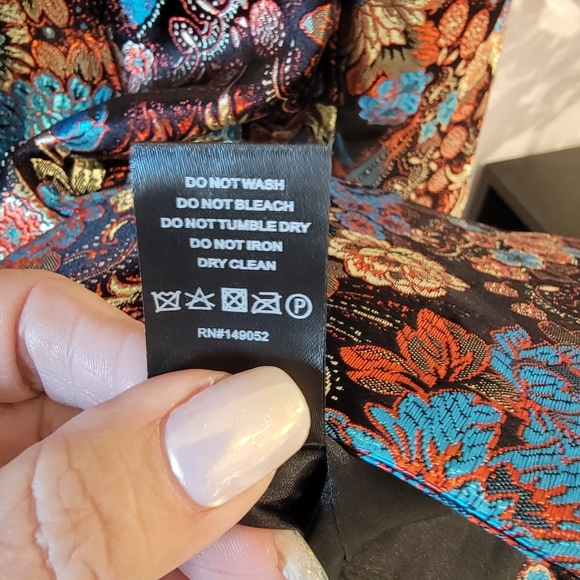 DO NOT WASH
DO NOT BLEACH
DO NOT TUMBLE DRY
DO NOT IRON
DRY CLEAN
P
RN#149052